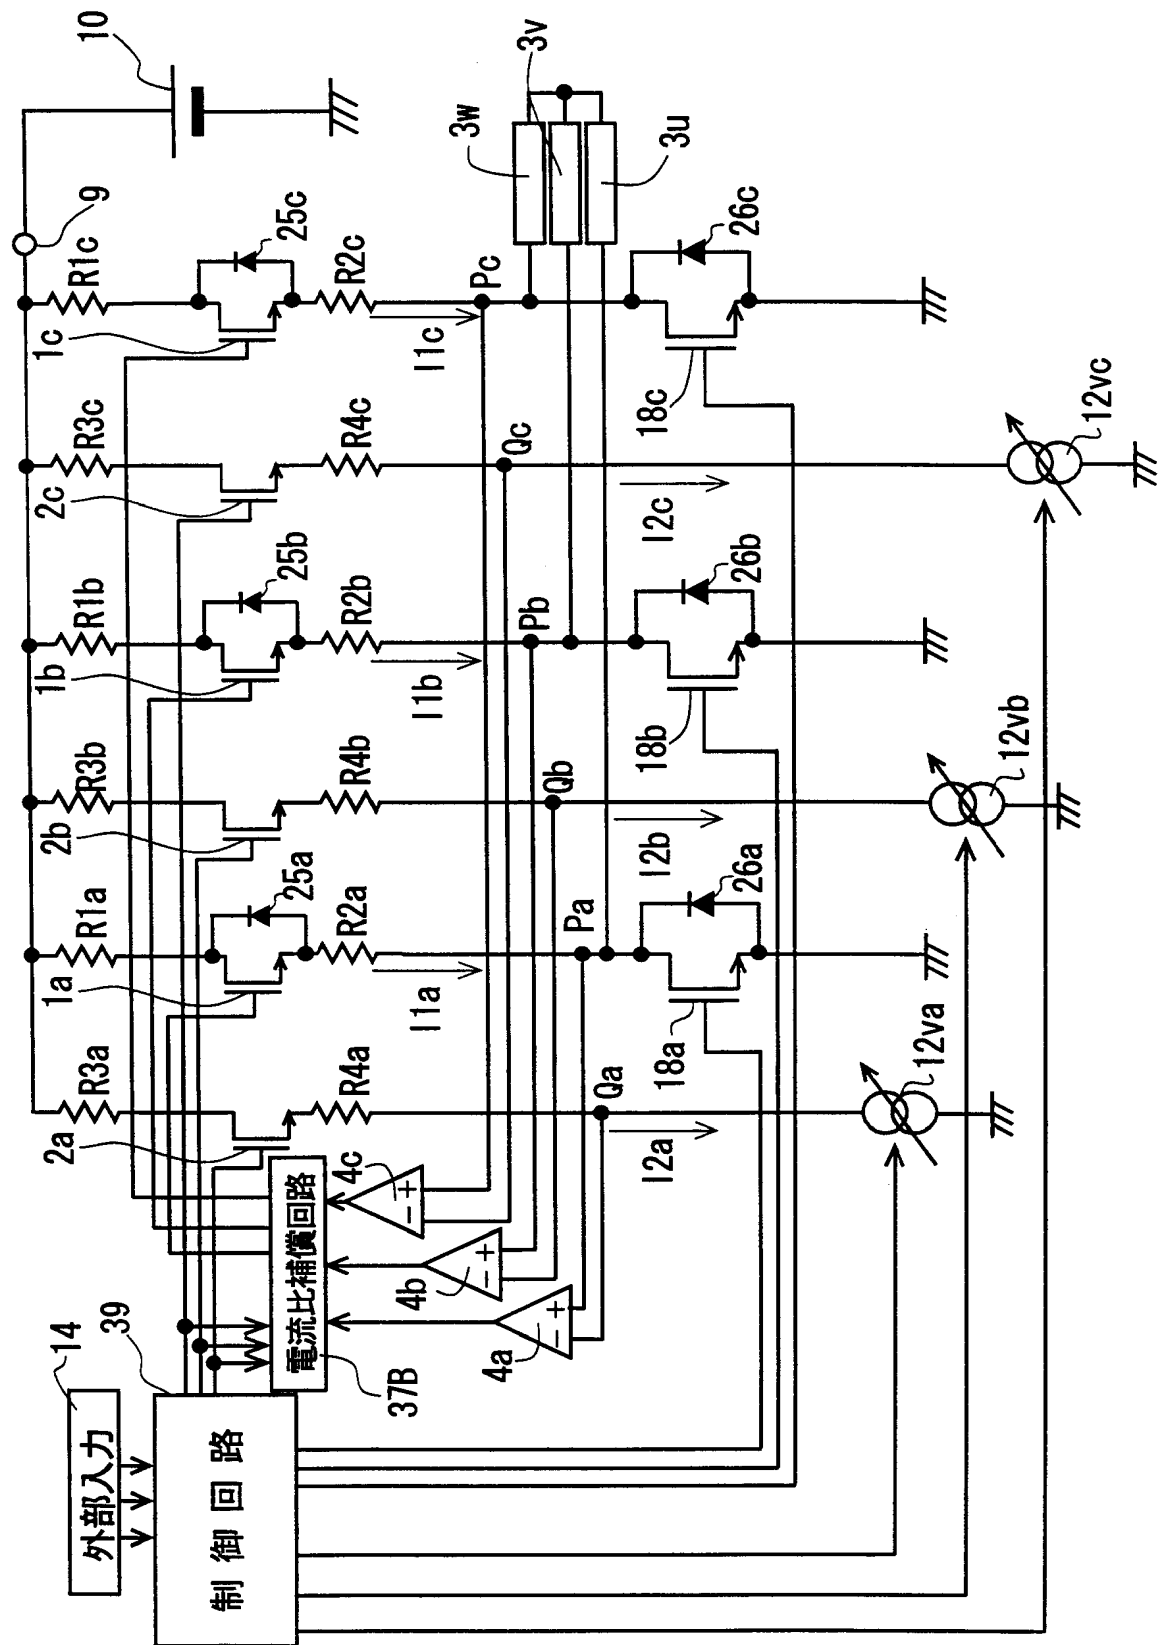 10
9
R1c
25c
1c
R2c
I1c
Pc
3w
3v
3u
26c
18c
R3c
2c
R4c
Qc
I2c
12vc
R1b
25b
1b
R2b
I1b
Pb
26b
18b
R3b
2b
R4b
Qb
I2b
12vb
R1a
25a
1a
R2a
I1a
Pa
26a
18a
R3a
2a
R4a
Qa
I2a
12va
4c
- +
4b
- +
4a
- +
電流比補償回路
37B
39
14
外部入力
制御回路